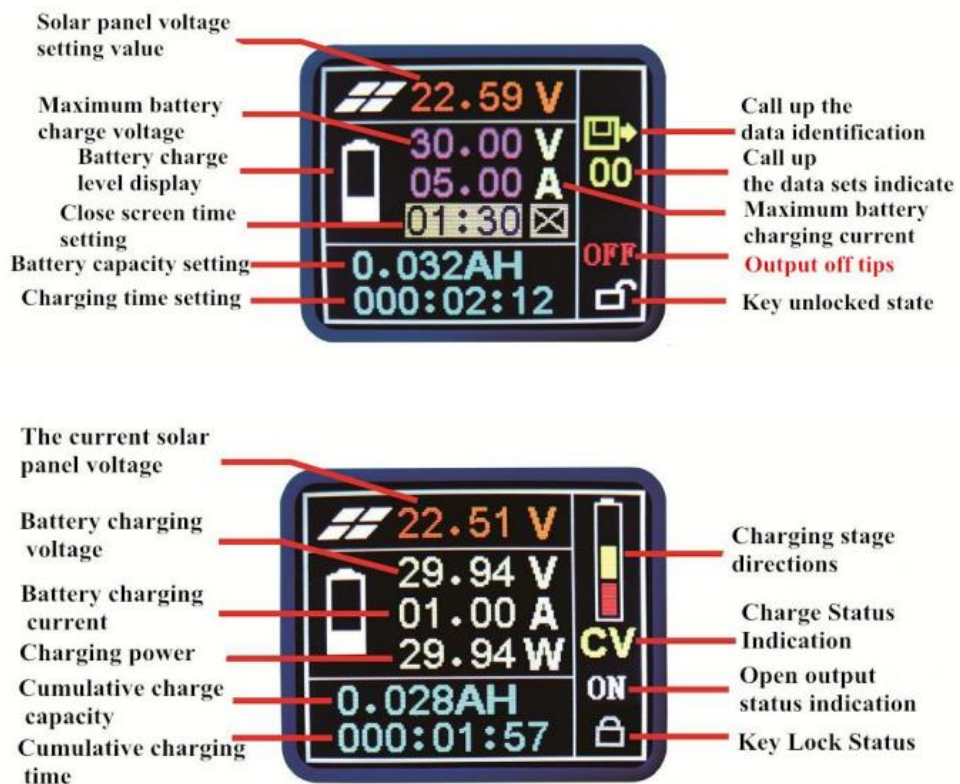 Solar panel voltage
setting value
Maximum battery
charge voltage
Battery charge
level display
Close screen time
setting
Battery capacity setting
Charging time setting
22.59 V
30.00 V
05.00 A
01:30
0.032AH
000:02:12
00
OFF
Call up the
data identification
Call up
the data sets indicate
Maximum battery
charging current
Output off tips
Key unlocked state
The current solar
panel voltage
Battery charging
voltage
Battery charging
current
Charging power
Cumulative charge
capacity
Cumulative charging
time
22.51 V
29.94 V
01.00 A
29.94 W
0.028AH
000:01:57
CV
ON
Charging stage
directions
Charge Status
Indication
Open output
status indication
Key Lock Status